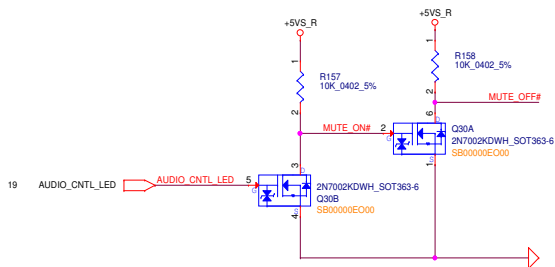 +5VS_R
+5VS_R
1
R157
10K_0402_5%
2
1
R158
10K_0402_5%
2
MUTE_OFF#
MUTE_ON#
2
G
6
D
S
1
Q30A
2N7002KDWH_SOT363-6
SB00000EO00
19
AUDIO_CNTL_LED
AUDIO_CNTL_LED
5
G
3
D
S
4
2N7002KDWH_SOT363-6
Q30B
SB00000EO00